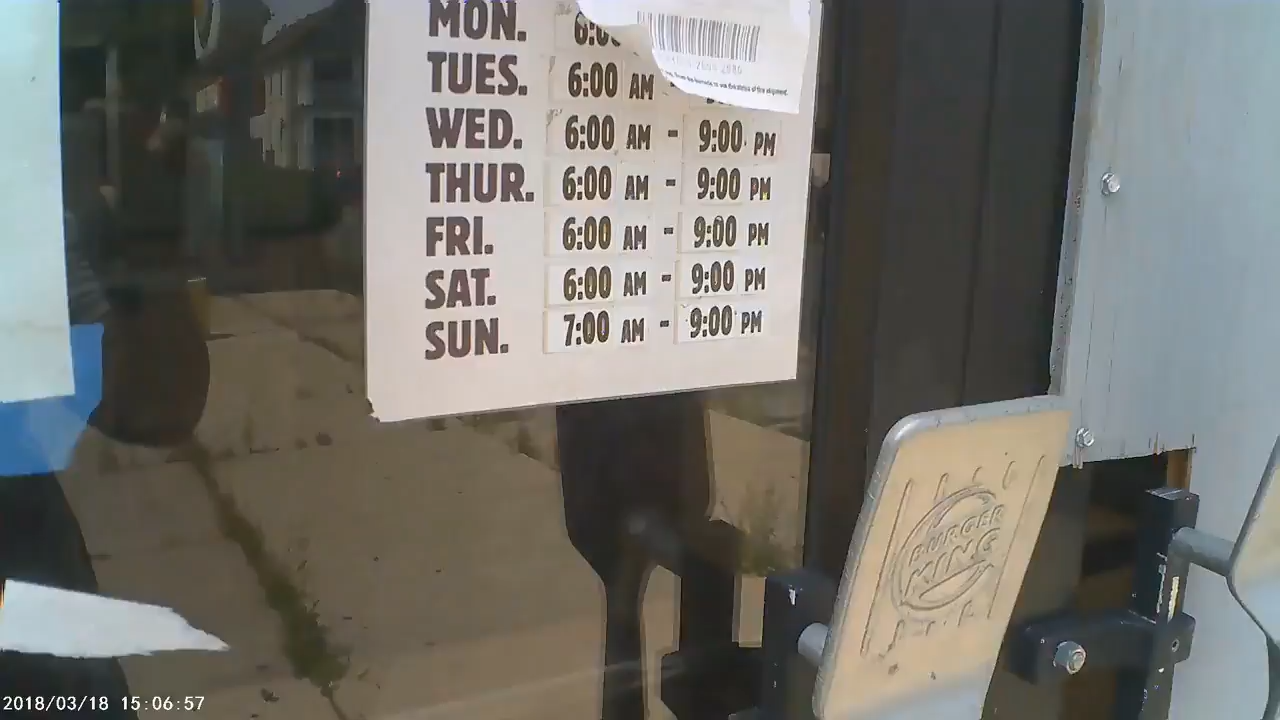 MON. 6:00
TUES. 6:00 AM -
WED. 6:00 AM - 9:00 PM
THUR. 6:00 AM - 9:00 PM
FRI. 6:00 AM - 9:00 PM
SAT. 6:00 AM - 9:00 PM
SUN. 7:00 AM - 9:00 PM
BURGER
KING
2018/03/18 15:06:57